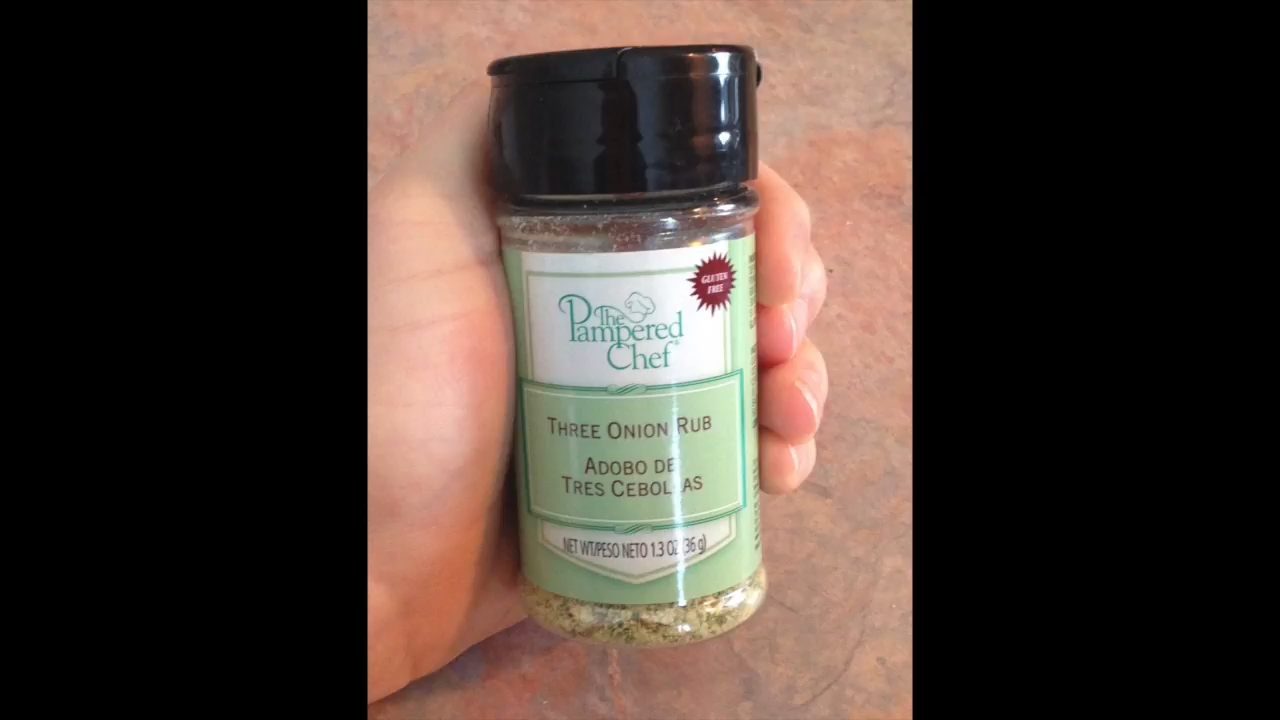 GLUTEN
FREE
The
Pampered
Chef®
THREE ONION RUB
ADOBO DE
TRES CEBOLLAS
NET WT/PESO NETO 1.3 OZ (36 g)